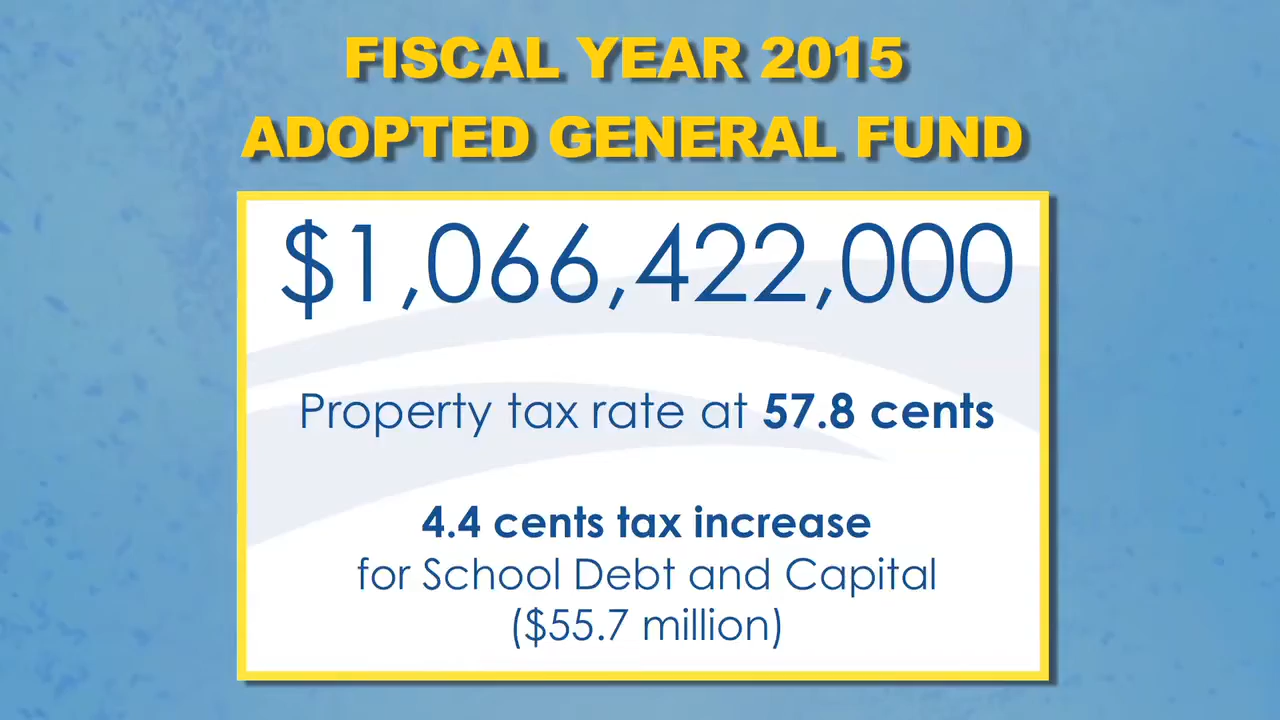 FISCAL YEAR 2015
ADOPTED GENERAL FUND
$1,066,422,000
Property tax rate at 57.8 cents
4.4 cents tax increase
for School Debt and Capital
($55.7 million)